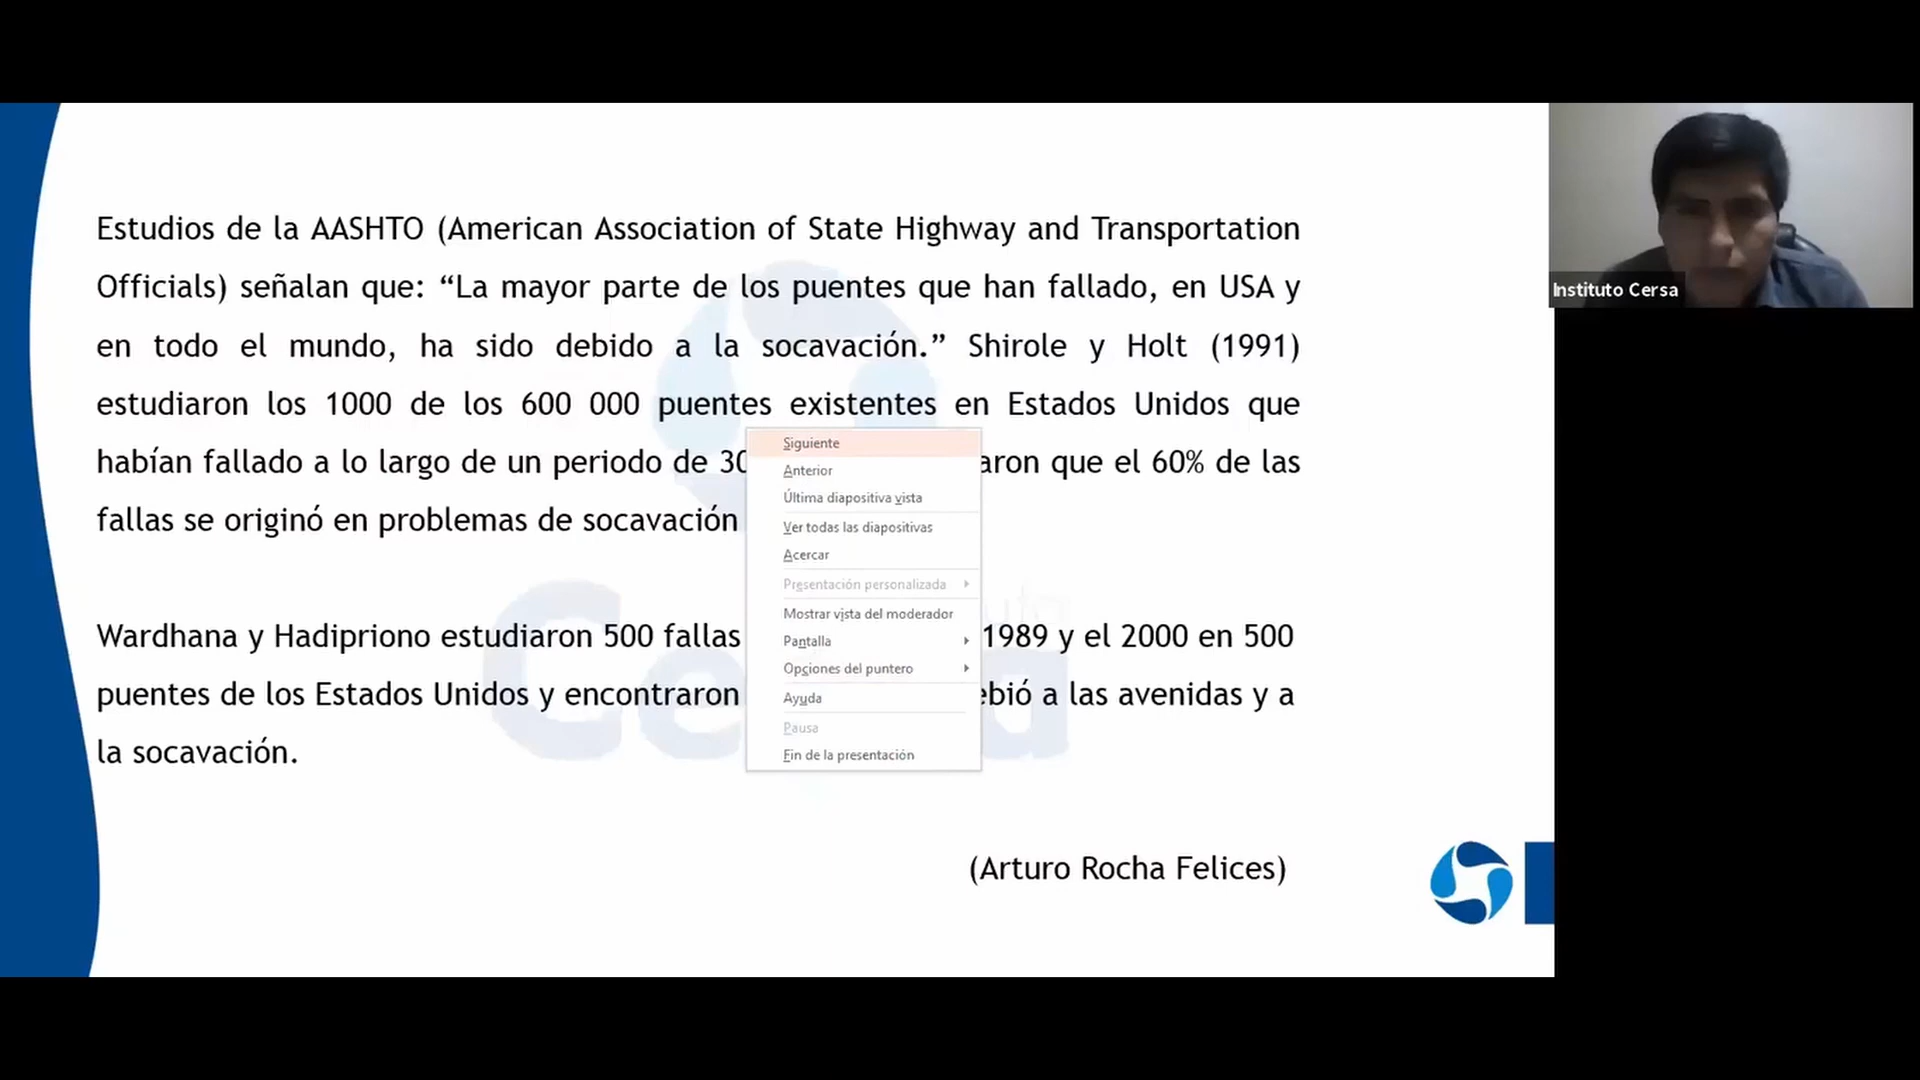 Estudios de la AASHTO (American Association of State Highway and Transportation
Officials) señalan que: “La mayor parte de los puentes que han fallado, en USA y
en todo el mundo, ha sido debido a la socavación.” Shirole y Holt (1991)
estudiaron los 1000 de los 600 000 puentes existentes en Estados Unidos que
habían fallado a lo largo de un periodo de 30 aron que el 60% de las
fallas se originó en problemas de socavación
Wardhana y Hadipriono estudiaron 500 fallas 1989 y el 2000 en 500
puentes de los Estados Unidos y encontraron ebió a las avenidas y a
la socavación.
(Arturo Rocha Felices)
Siguiente
Anterior
Última diapositiva vista
Ver todas las diapositivas
Acercar
Presentación personalizada
Mostrar vista del moderador
Pantalla
Opciones del puntero
Ayuda
Pausa
Fin de la presentación
Instituto Cersa